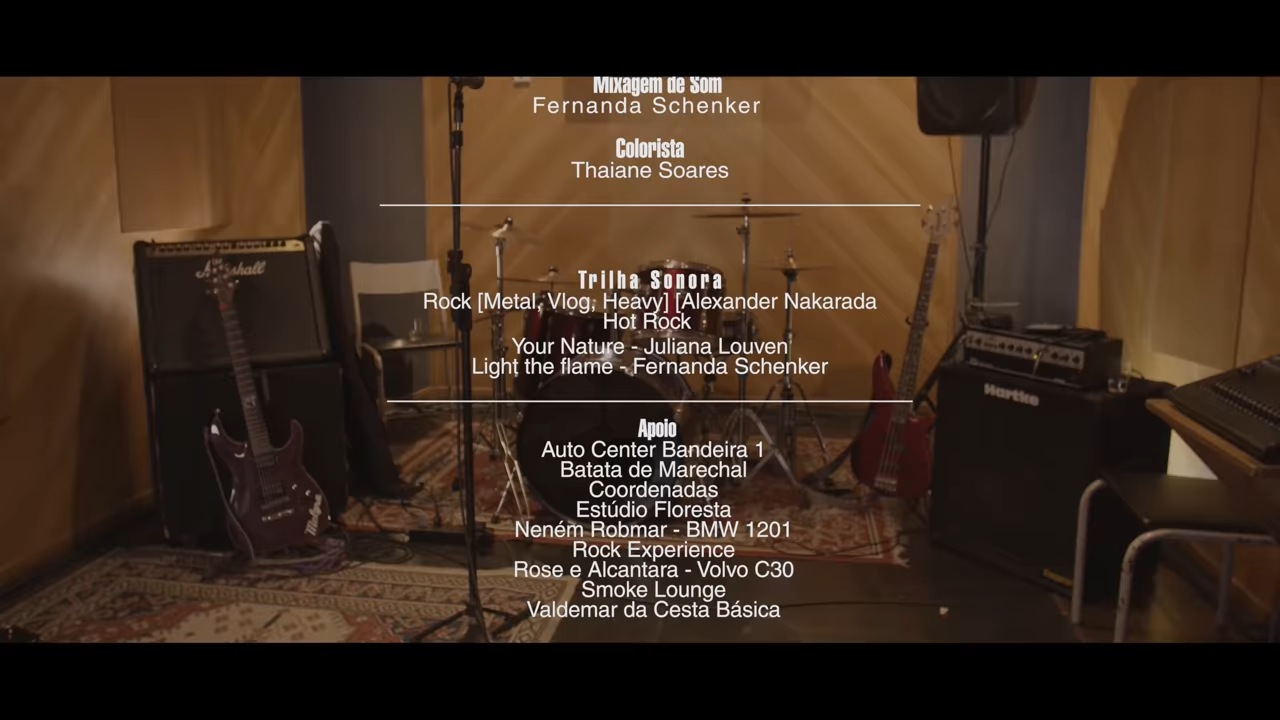 Mixagem de Som
Fernanda Schenker
Colorista
Thaiane Soares
Trilha Sonora
Rock [Metal, Vlog, Heavy] [Alexander Nakarada
Hot Rock
Your Nature - Juliana Louven
Light the flame - Fernanda Schenker
Apoio
Auto Center Bandeira 1
Batata de Marechal
Coordenadas
Estúdio Floresta
Neném Robmar - BMW 1201
Rock Experience
Rose e Alcantara - Volvo C30
Smoke Lounge
Valdemar da Cesta Básica
Marshall
Hartke